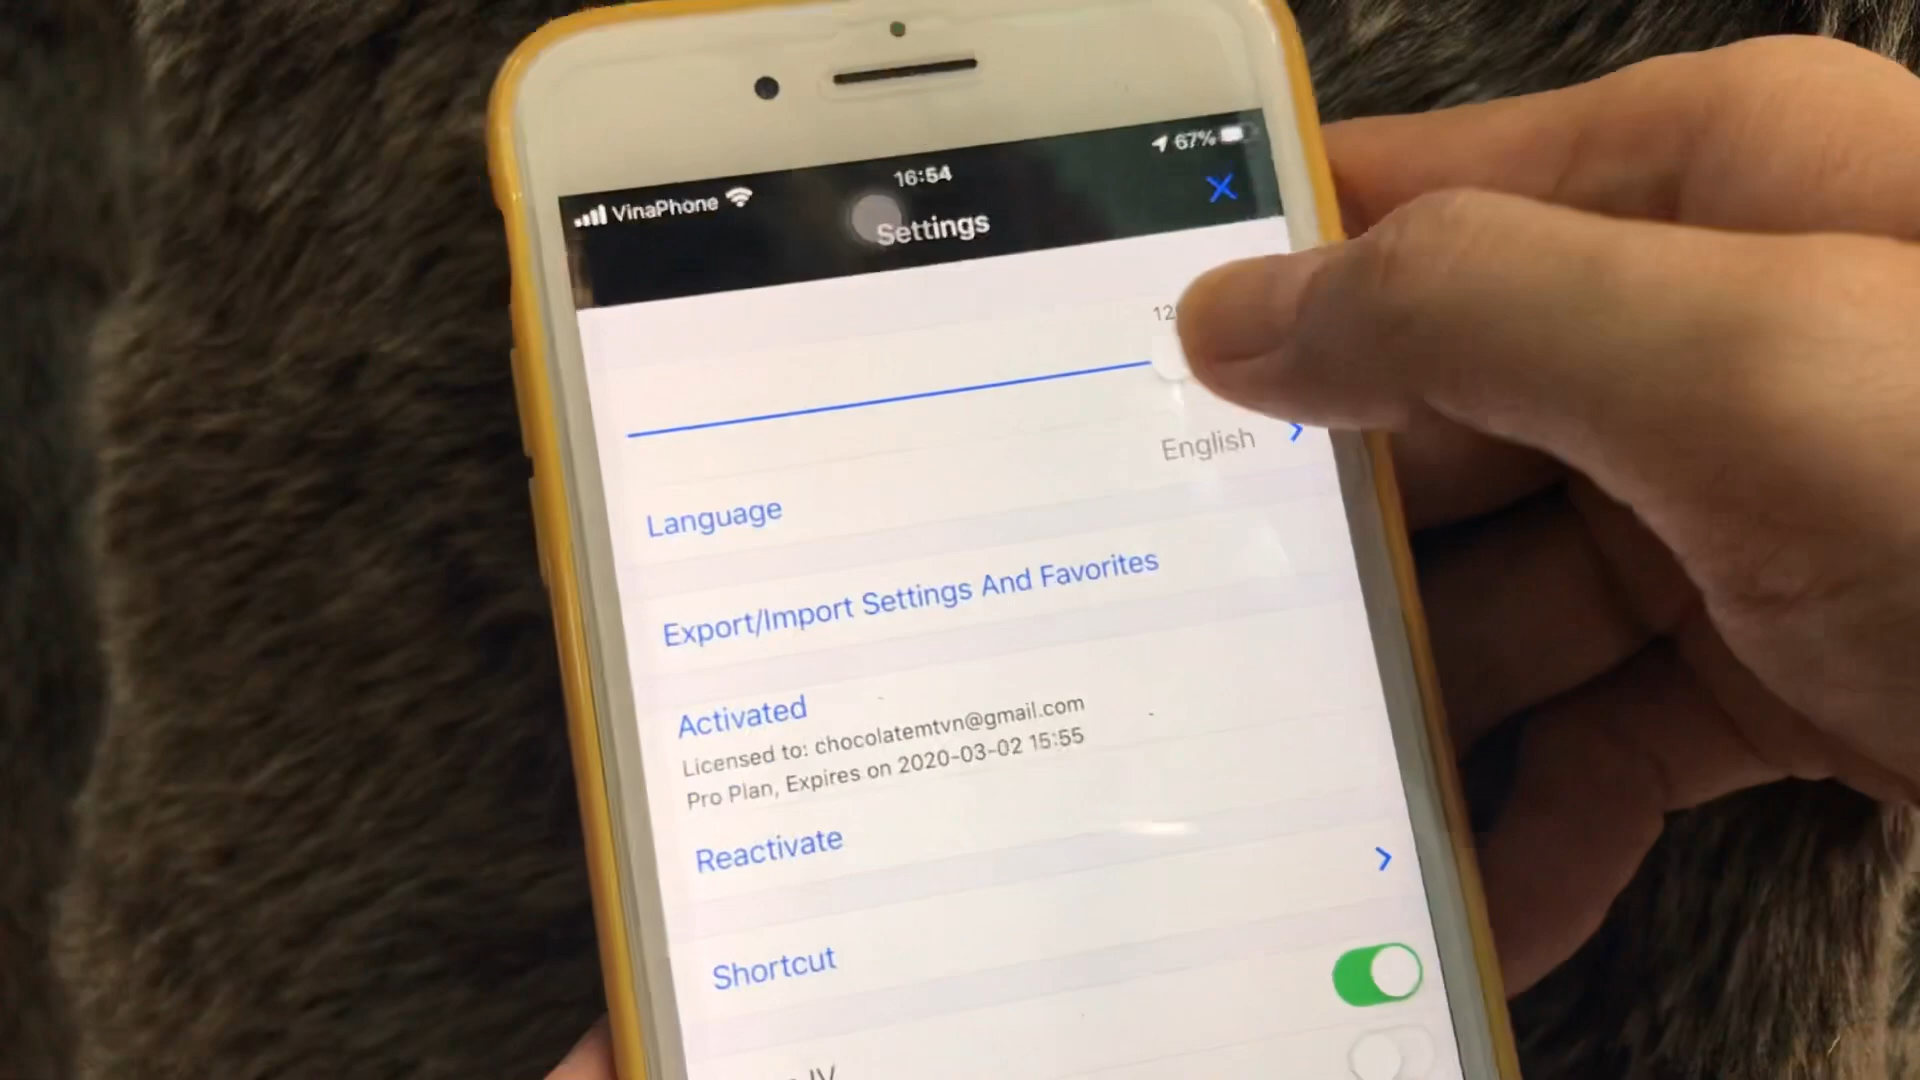 VinaPhone
16:54
67%
Settings
English
Language
Export/Import Settings And Favorites
Activated
Licensed to: chocolatemtvn@gmail.com
Pro Plan, Expires on 2020-03-02 15:55
Reactivate
Shortcut